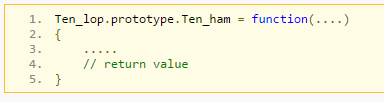 1. Ten_lop.prototype.Ten_ham = function(....)
2. {
3.     .....
4.     // return value
5. }